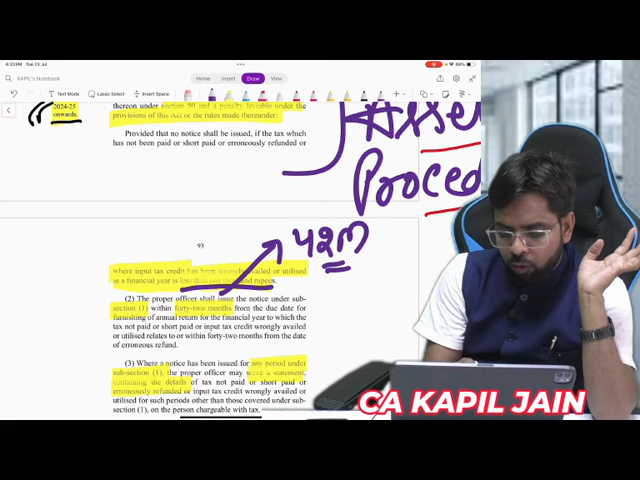 6:23 PM Tue 23 Jul
69%
KAPIL's Notebook
Home Insert Draw View
Text Mode Lasso Select Insert Space
2024-25
onwards.
thereon under section 50 and a penalty leviable under the
provisions of this Act or the rules made thereunder:
Provided that no notice shall be issued, if the tax which
has not been paid or short paid or erroneously refunded or
Asse
Proced
93
42M
where input tax credit has been wrongly availed or utilised
in a financial year is less than one thousand rupees.
(2) The proper officer shall issue the notice under sub-
section (1) within forty-two months from the due date for
furnishing of annual return for the financial year to which the
tax not paid or short paid or input tax credit wrongly availed
or utilised relates to or within forty-two months from the date
of erroneous refund.
(3) Where a notice has been issued for any period under
sub-section (1), the proper officer may serve a statement,
containing the details of tax not paid or short paid or
erroneously refunded or input tax credit wrongly availed or
utilised for such periods other than those covered under sub-
section (1), on the person chargeable with tax.
CA KAPIL JAIN